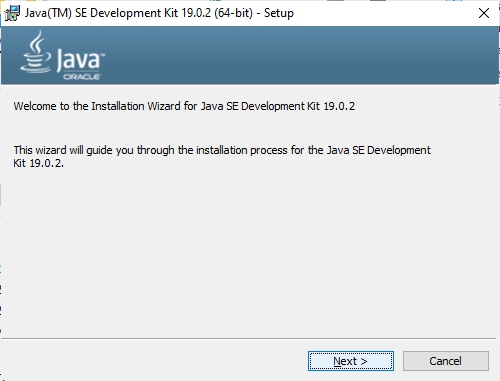 Java(TM) SE Development Kit 19.0.2 (64-bit) - Setup
Java™
ORACLE
Welcome to the Installation Wizard for Java SE Development Kit 19.0.2
This wizard will guide you through the installation process for the Java SE Development
Kit 19.0.2.
Next >
Cancel